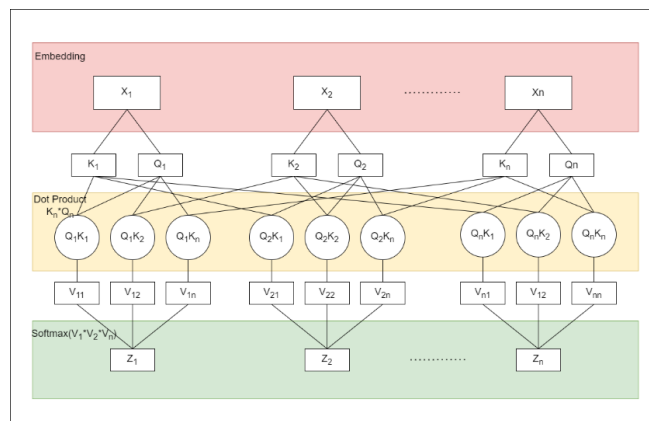 Embedding
X₁ X₂ ............ Xn
K₁ Q₁ K₂ Q₂ Kₙ Qn
Dot Product
Kₙ*Qₙ
Q₁K₁ Q₁K₂ Q₁Kₙ Q₂K₁ Q₂K₂ Q₂Kₙ QₙK₁ QₙK₂ QₙKₙ
V₁₁ V₁₂ V₁ₙ V₂₁ V₂₂ V₂ₙ Vₙ₁ V₁₂ Vₙₙ
Softmax(V₁*V₂*Vₙ)
Z₁ Z₂ ............ Zₙ